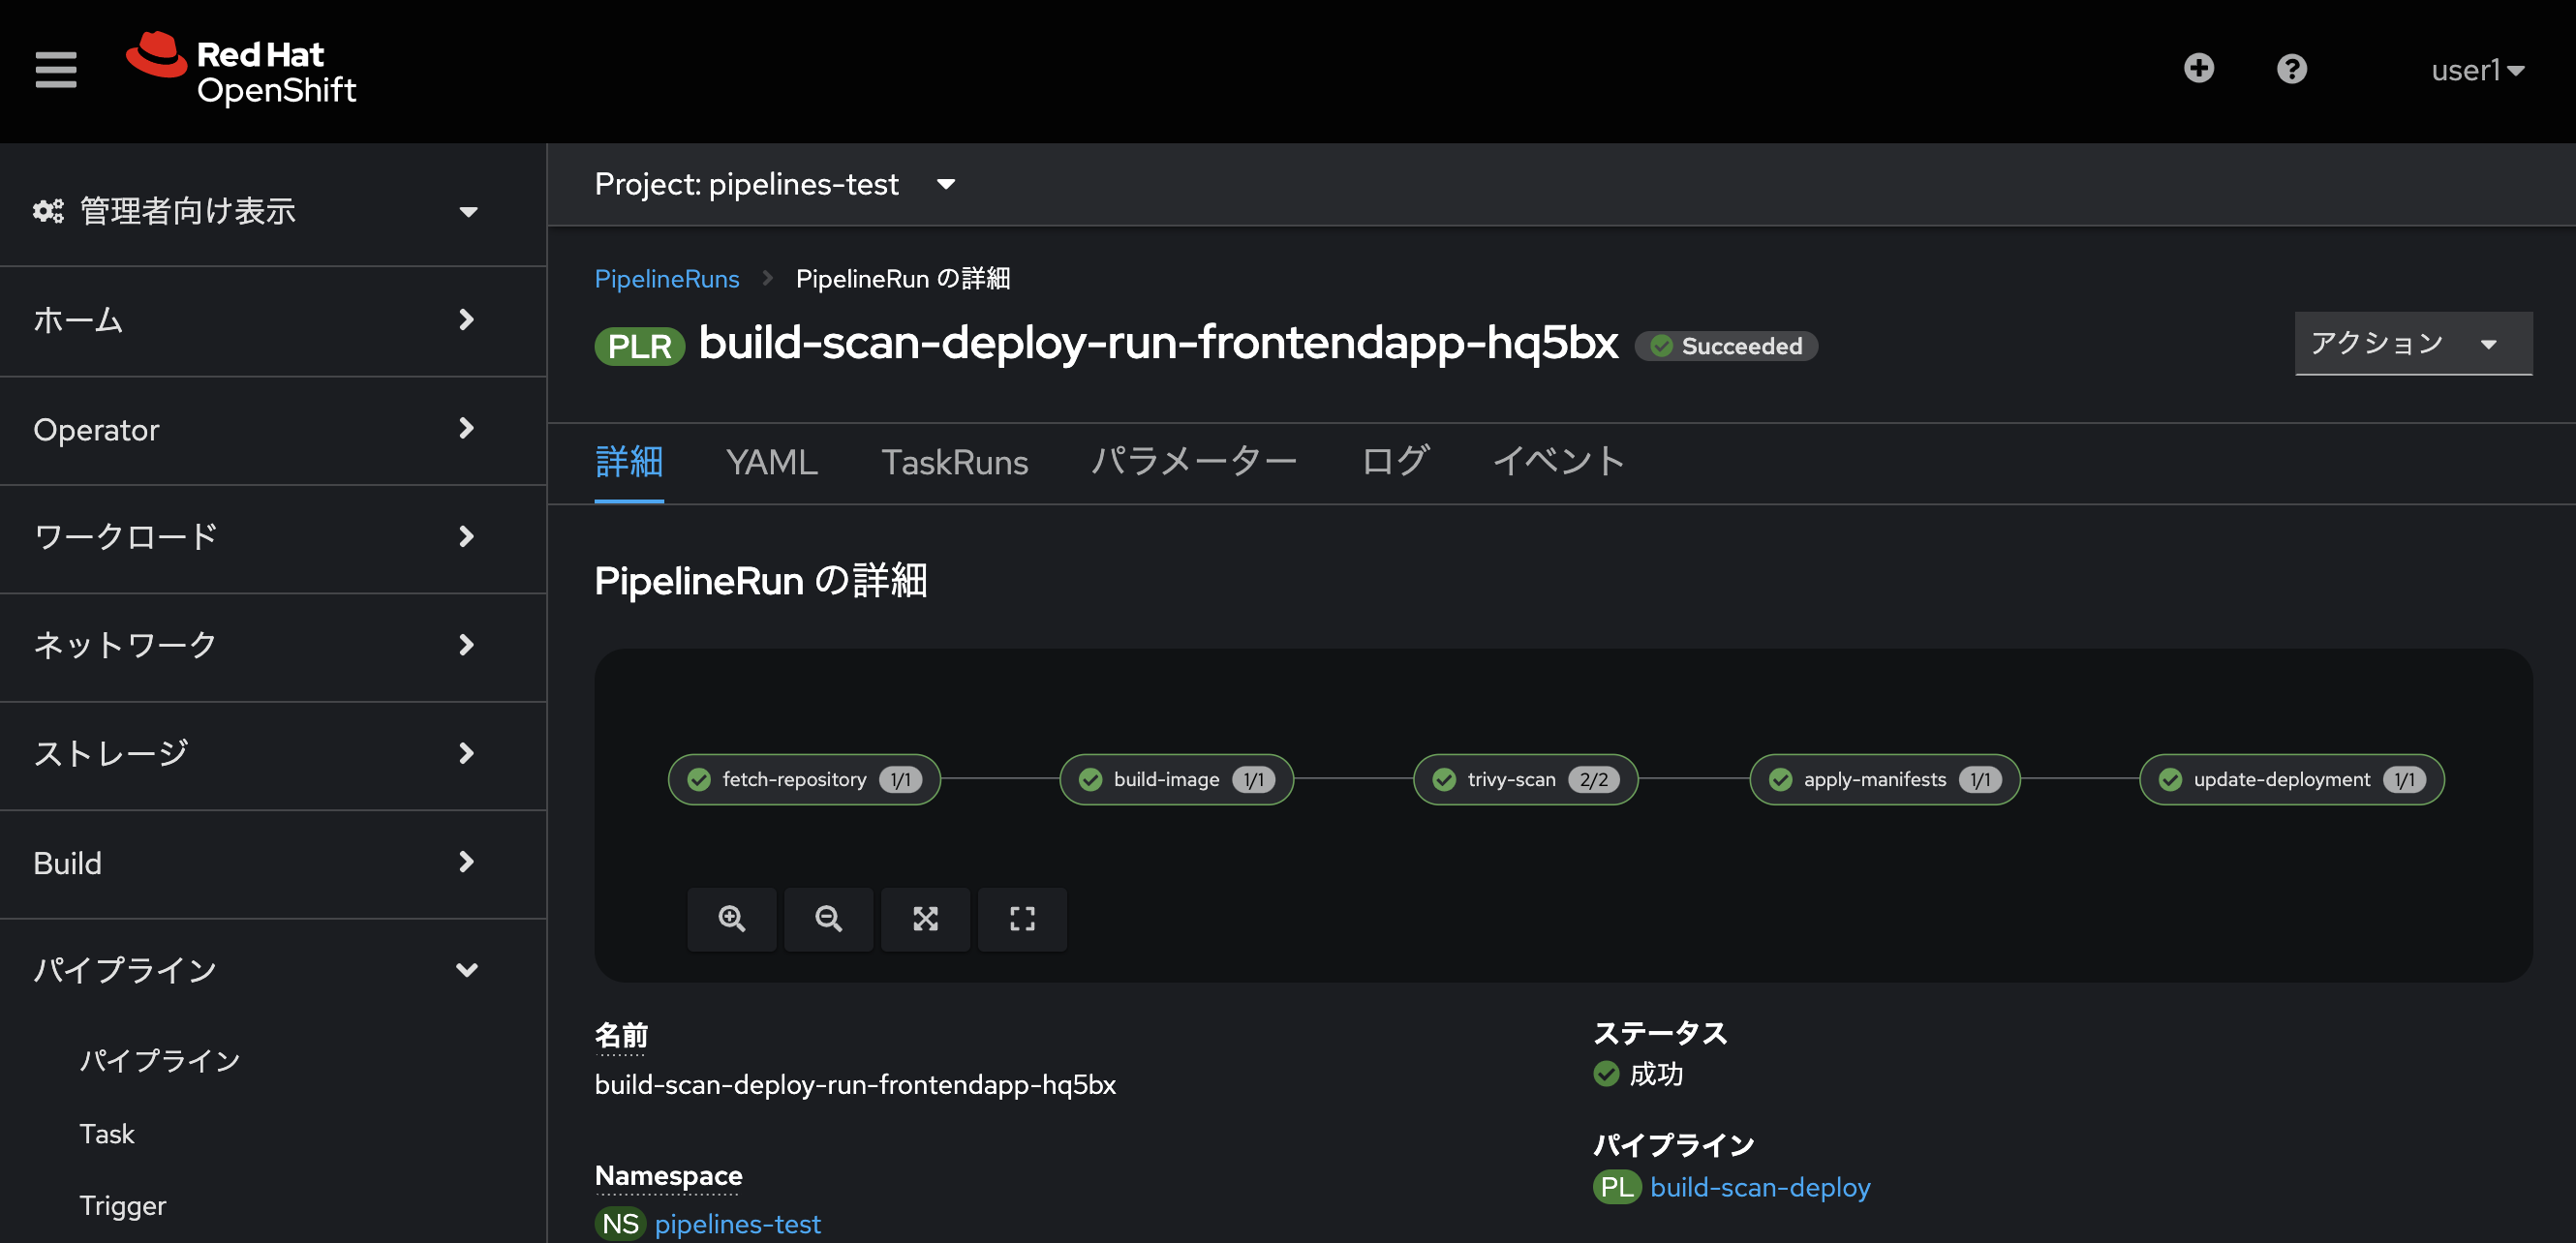 Red Hat
OpenShift
user1
管理者向け表示
ホーム
Operator
ワークロード
ネットワーク
ストレージ
Build
パイプライン
パイプライン
Task
Trigger
Project: pipelines-test
PipelineRuns PipelineRun の詳細
PLR build-scan-deploy-run-frontendapp-hq5bx Succeeded
アクション
詳細 YAML TaskRuns パラメーター ログ イベント
PipelineRun の詳細
fetch-repository 1/1 build-image 1/1 trivy-scan 2/2 apply-manifests 1/1 update-deployment 1/1
名前
build-scan-deploy-run-frontendapp-hq5bx
Namespace
NS pipelines-test
ステータス
成功
パイプライン
PL build-scan-deploy